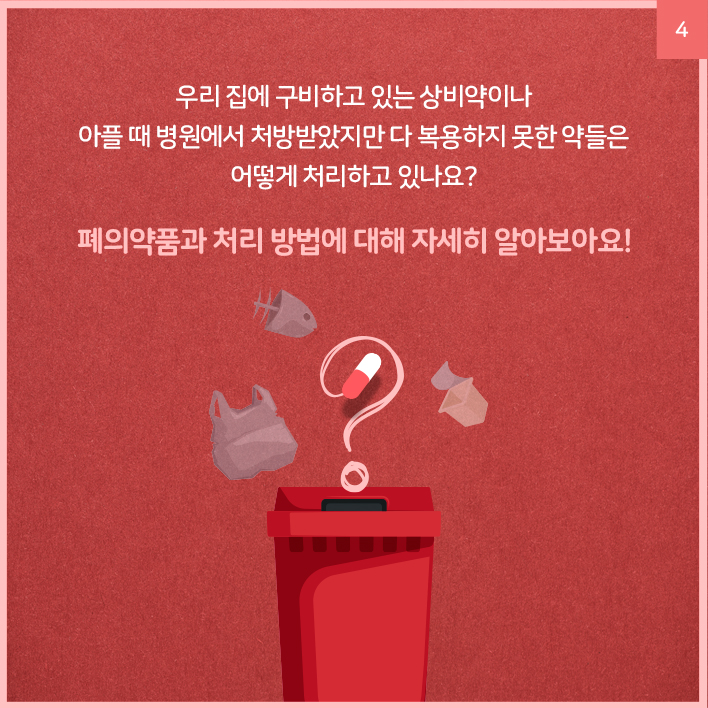 4
우리 집에 구비하고 있는 상비약이나
아플 때 병원에서 처방받았지만 다 복용하지 못한 약들은
어떻게 처리하고 있나요?
폐의약품과 처리 방법에 대해 자세히 알아보아요!